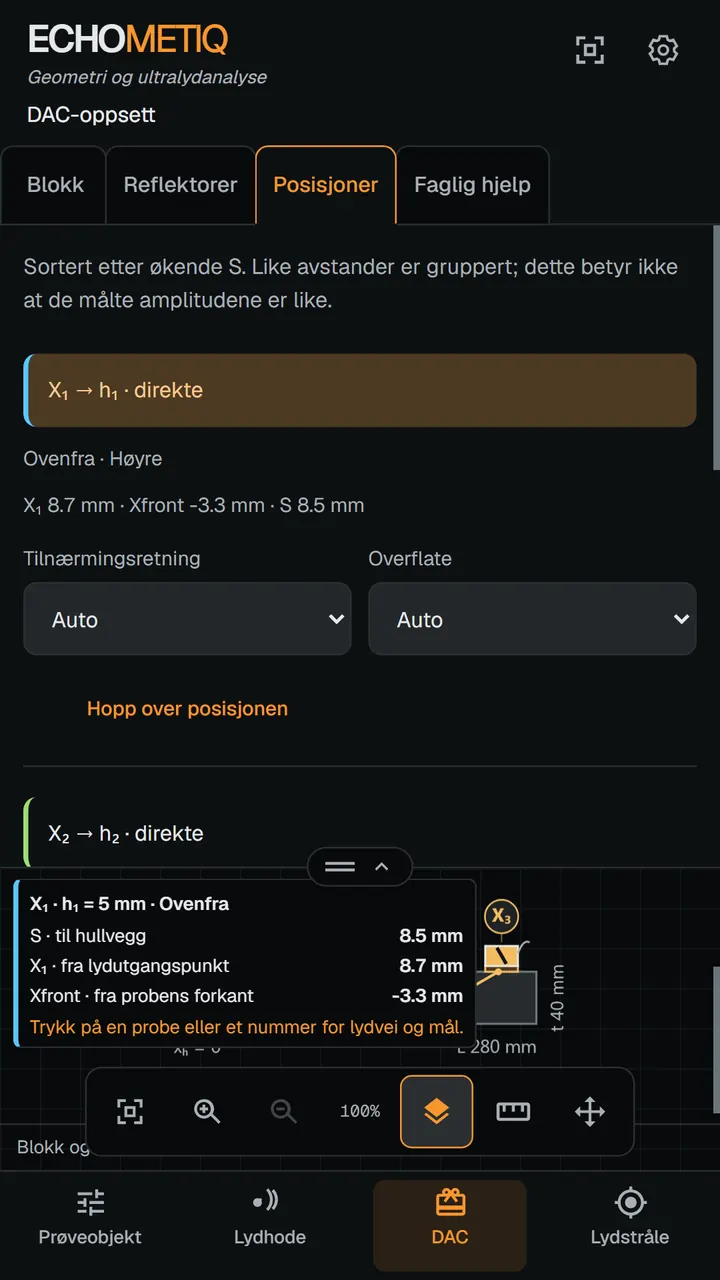 ECHOMETIQ
Geometri og ultralydanalyse
DAC-oppsett
Blokk
Reflektorer
Posisjoner
Faglig hjelp
Sortert etter økende S. Like avstander er gruppert; dette betyr ikke
at de målte amplitudene er like.
X₁ → h₁ · direkte
Ovenfra · Høyre
X₁ 8.7 mm · Xfront -3.3 mm · S 8.5 mm
Tilnærmingsretning
Overflate
Auto
Auto
Hopp over posisjonen
X₂ → h₂ · direkte
X₁ · h₁ = 5 mm · Ovenfra
S · til hullvegg 8.5 mm
X₁ · fra lydutgangspunkt 8.7 mm
Xfront · fra probens forkant -3.3 mm
Trykk på en probe eller et nummer for lydvei og mål.
X₃
t 40 mm
280 mm
100%
Blokk og
Prøveobjekt
Lydhode
DAC
Lydstråle